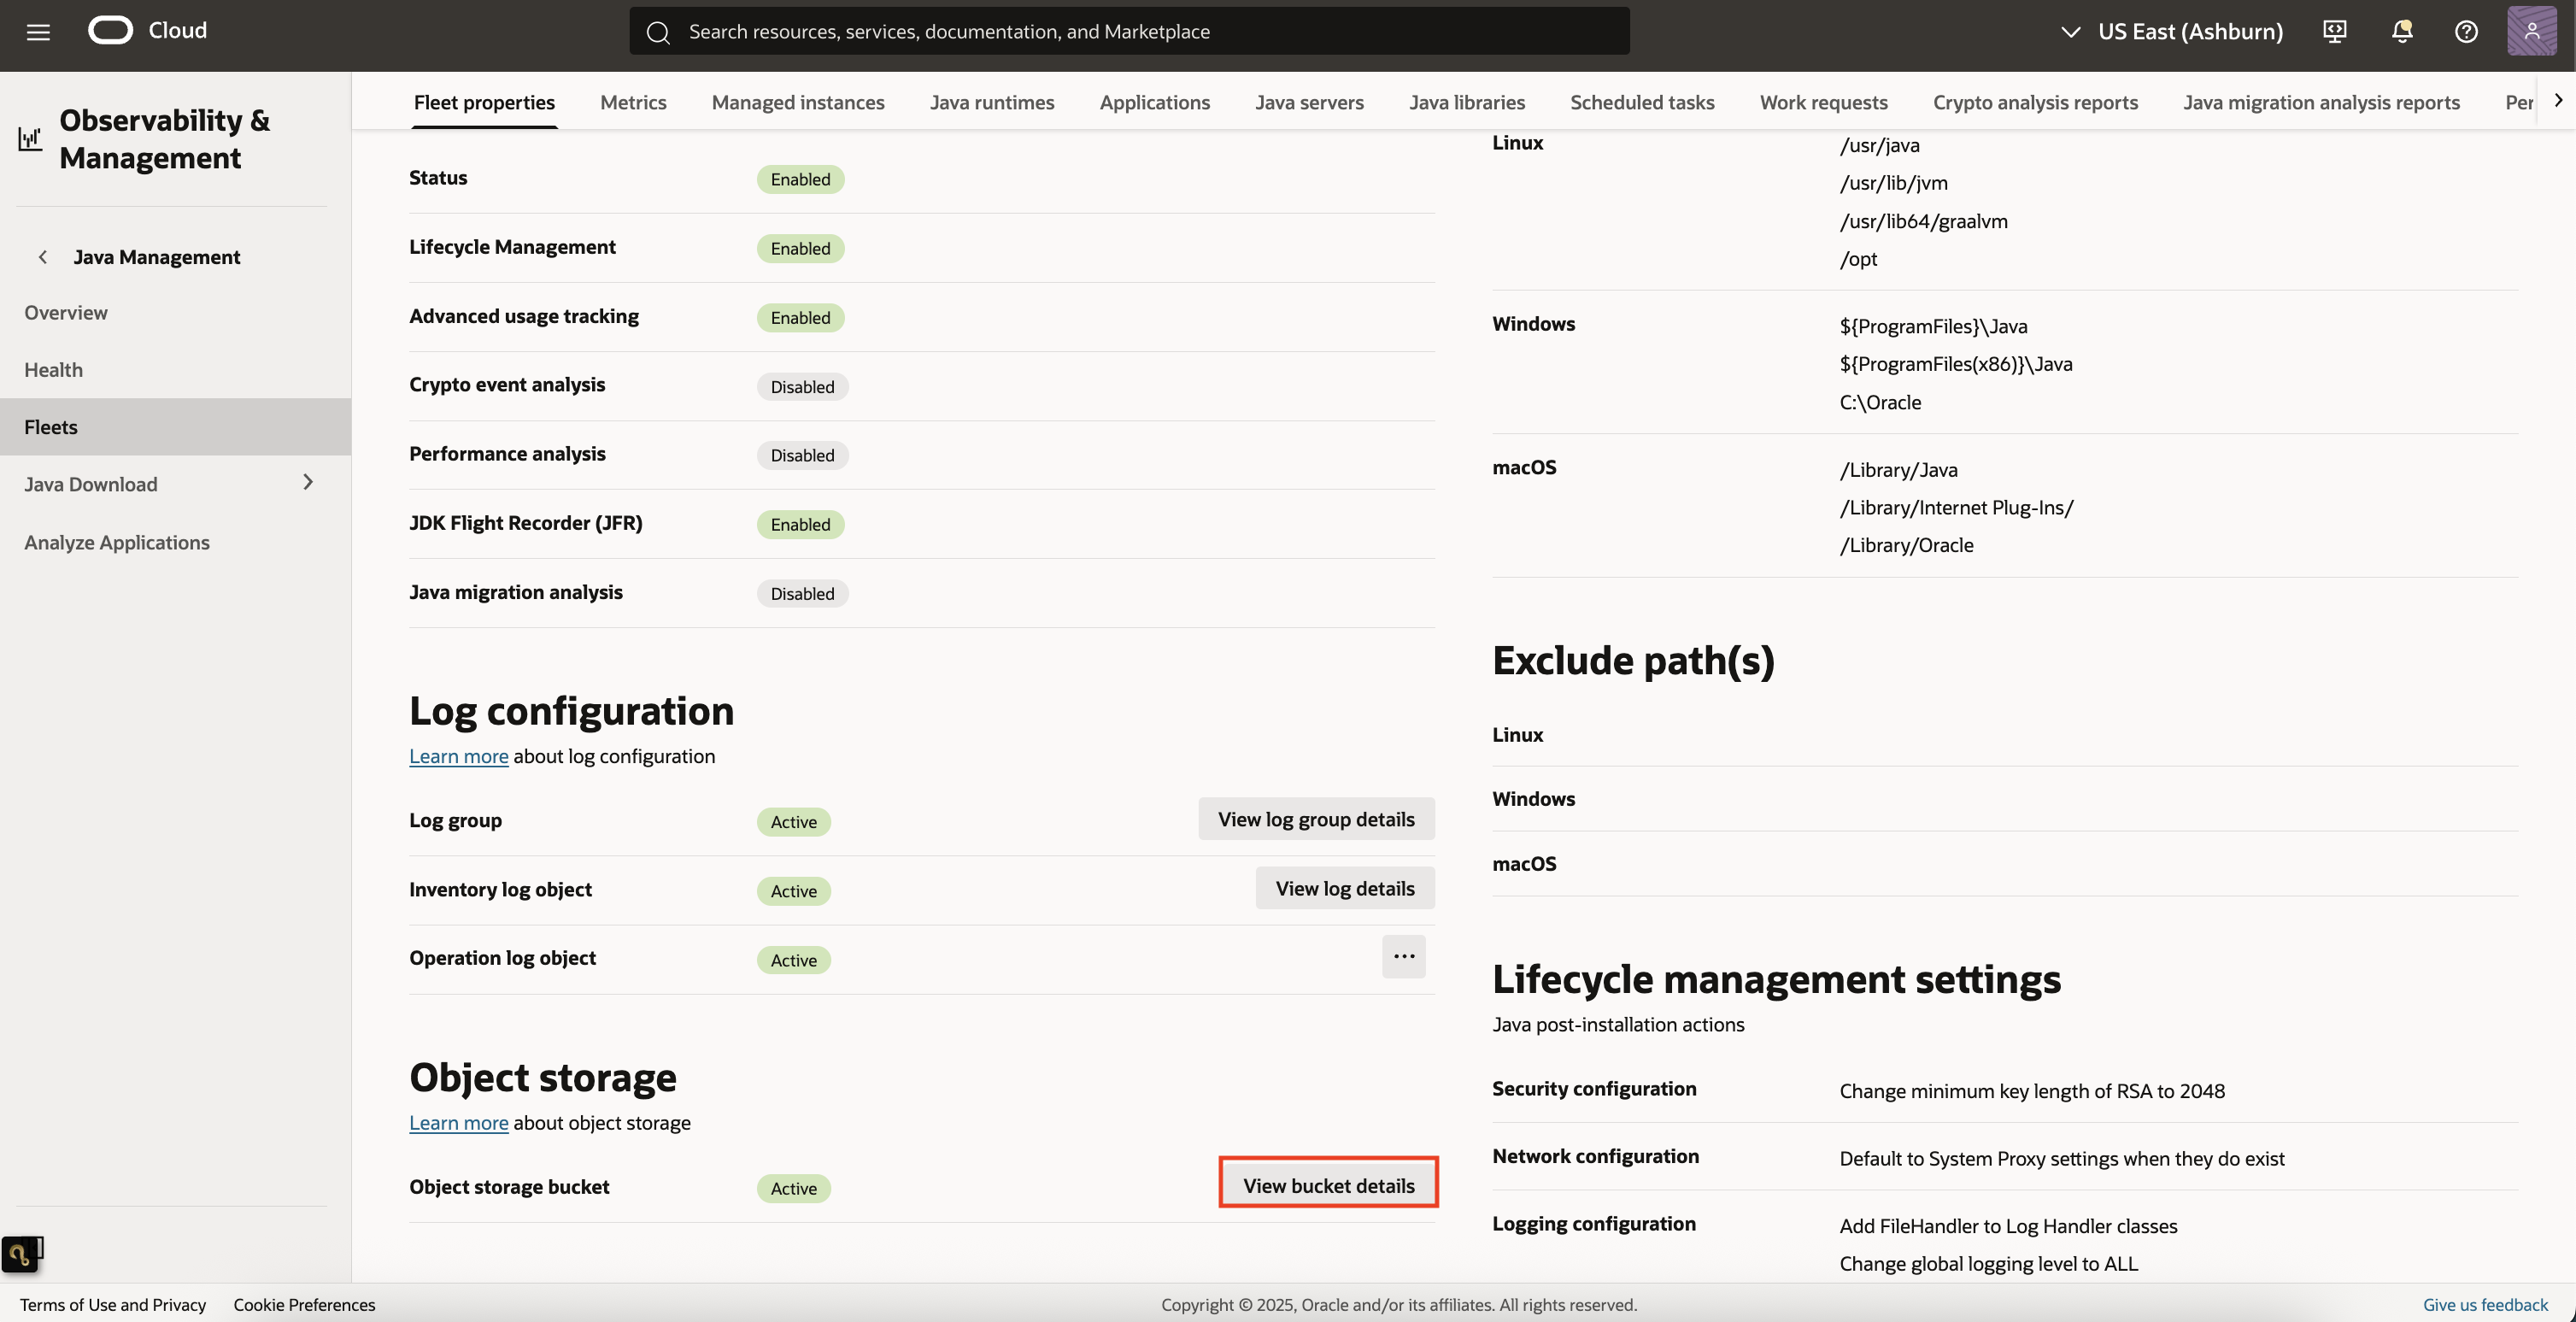 Cloud
Search resources, services, documentation, and Marketplace
US East (Ashburn)
Observability &
Management
Java Management
Overview
Health
Fleets
Java Download
Analyze Applications
Fleet properties
Metrics
Managed instances
Java runtimes
Applications
Java servers
Java libraries
Scheduled tasks
Work requests
Crypto analysis reports
Java migration analysis reports
Per
Status Enabled
Lifecycle Management Enabled
Advanced usage tracking Enabled
Crypto event analysis Disabled
Performance analysis Disabled
JDK Flight Recorder (JFR) Enabled
Java migration analysis Disabled
Log configuration
Learn more about log configuration
Log group Active View log group details
Inventory log object Active View log details
Operation log object Active ...
Object storage
Learn more about object storage
Object storage bucket Active View bucket details
Linux /usr/java
/usr/lib/jvm
/usr/lib64/graalvm
/opt
Windows ${ProgramFiles}\Java
${ProgramFiles(x86)}\Java
C:\Oracle
macOS /Library/Java
/Library/Internet Plug-Ins/
/Library/Oracle
Exclude path(s)
Linux
Windows
macOS
Lifecycle management settings
Java post-installation actions
Security configuration Change minimum key length of RSA to 2048
Network configuration Default to System Proxy settings when they do exist
Logging configuration Add FileHandler to Log Handler classes
Change global logging level to ALL
Terms of Use and Privacy Cookie Preferences
Copyright © 2025, Oracle and/or its affiliates. All rights reserved.
Give us feedback